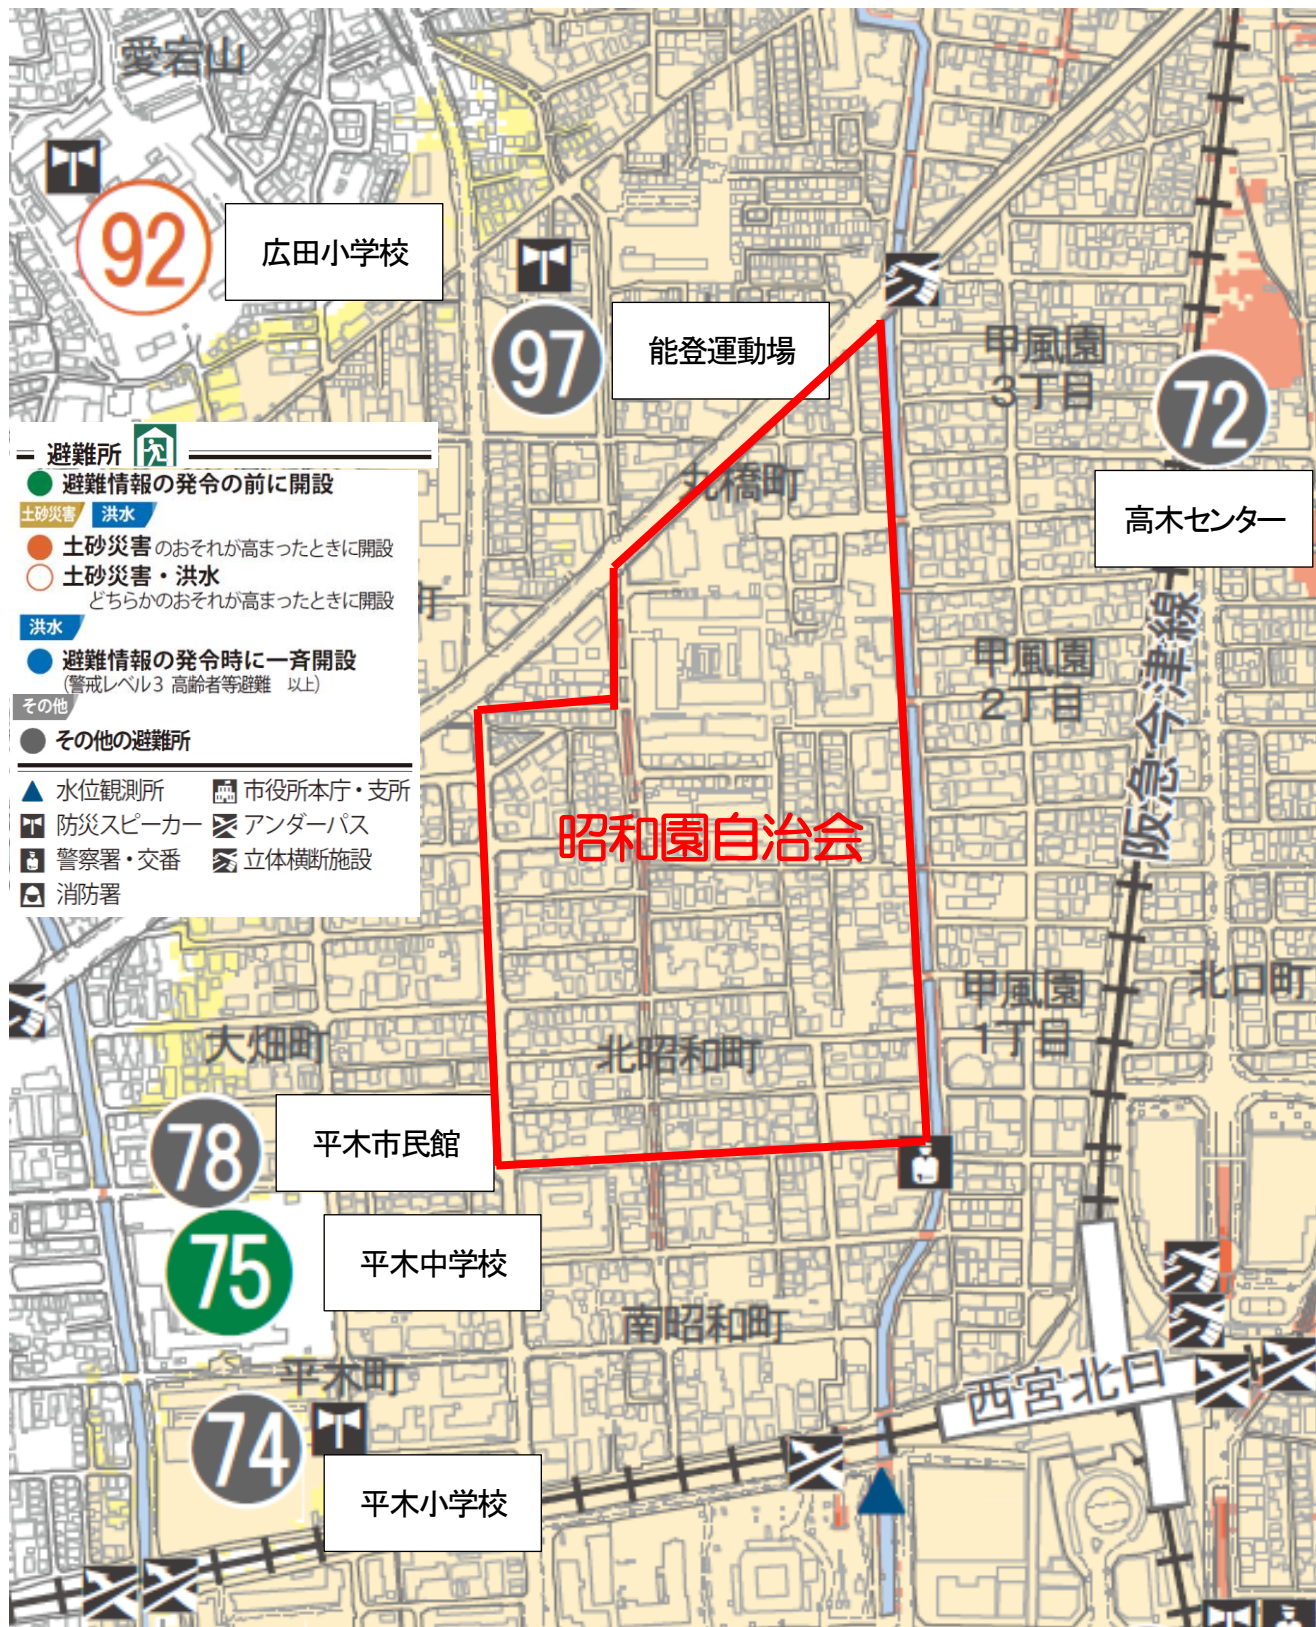 愛宕山
92
広田小学校
97
能登運動場
甲風園
3丁目
72
高木センター
丸橋町
避難所
避難情報の発令の前に開設
土砂災害 洪水
土砂災害のおそれが高まったときに開設
土砂災害・洪水
どちらかのおそれが高まったときに開設
洪水
避難情報の発令時に一斉開設
(警戒レベル3 高齢者等避難 以上)
その他
その他の避難所
水位観測所 市役所本庁・支所
防災スピーカー アンダーパス
警察署・交番 立体横断施設
消防署
町
甲風園
2丁目
阪急今津線
昭和園自治会
甲風園
1丁目
北口町
大畑町
北昭和町
78
平木市民館
75
平木中学校
南昭和町
平木町
西宮北口
74
平木小学校